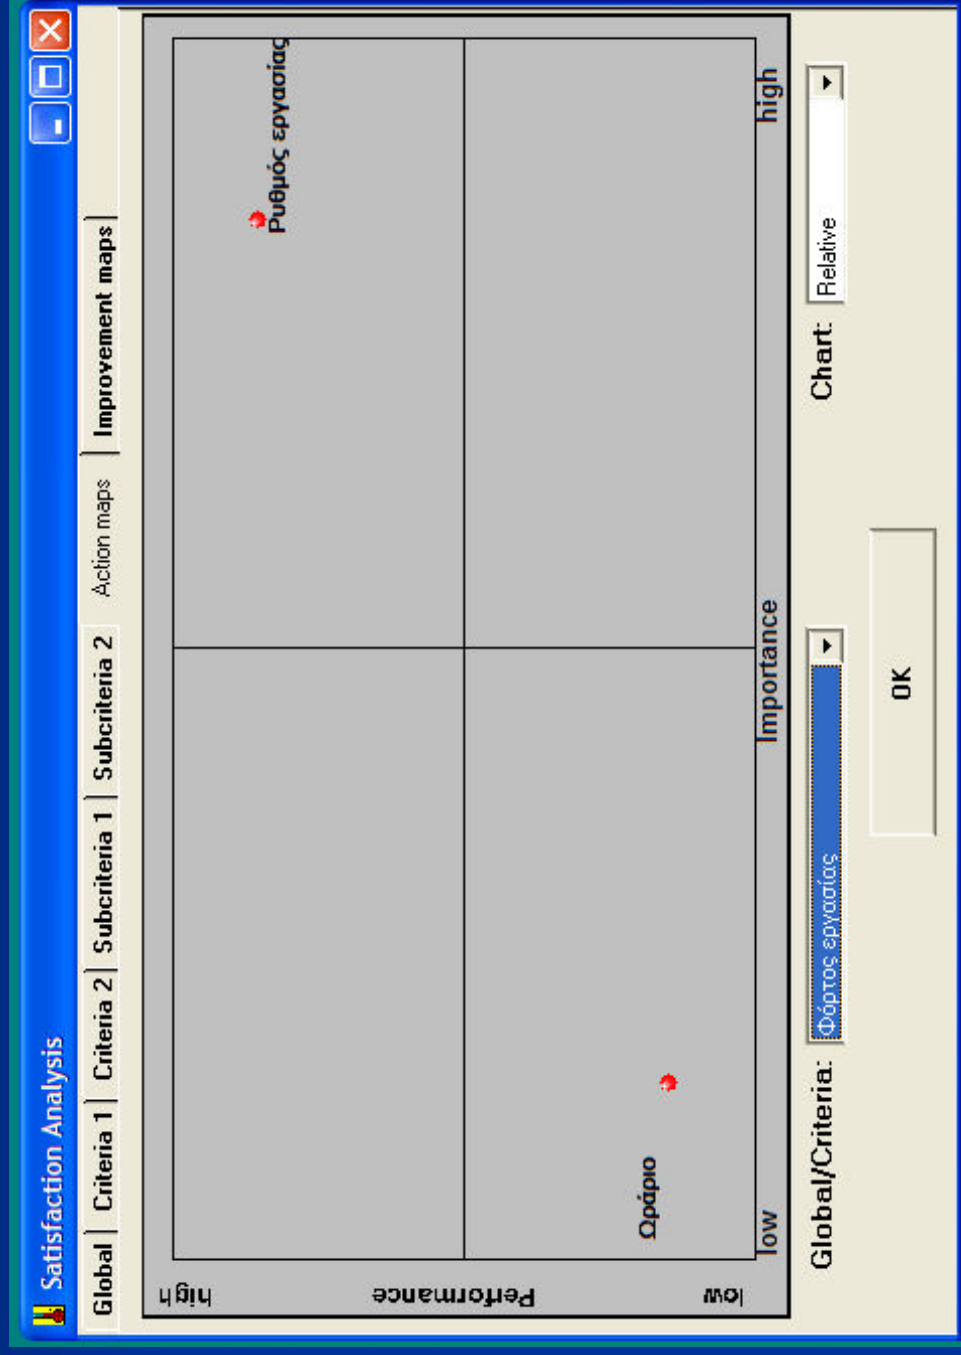 Satisfaction Analysis
Global Criteria 1 Criteria 2 Subcriteria 1 Subcriteria 2 Action maps Improvement maps
high
Ρυθμός εργασίας
Performance
Ωράριο
low
low Importance high
Global/Criteria: Φόρτος εργασίας Chart: Relative
OK